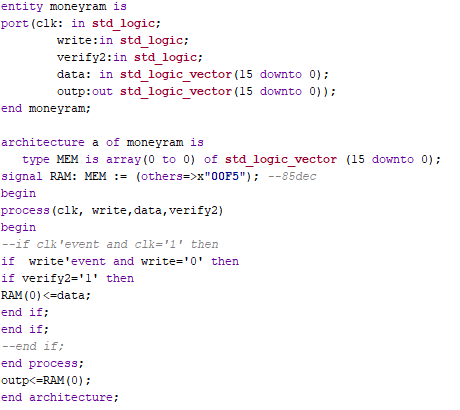 entity moneyram is
port(clk: in std_logic;
write:in std_logic;
verify2:in std_logic;
data: in std_logic_vector(15 downto 0);
outp:out std_logic_vector(15 downto 0));
end moneyram;
architecture a of moneyram is
type MEM is array(0 to 0) of std_logic_vector (15 downto 0);
signal RAM: MEM := (others=>x"00F5"); --85dec
begin
process(clk, write,data,verify2)
begin
--if clk'event and clk='1' then
if write'event and write='0' then
if verify2='1' then
RAM(0)<=data;
end if;
end if;
--end if;
end process;
outp<=RAM(0);
end architecture;